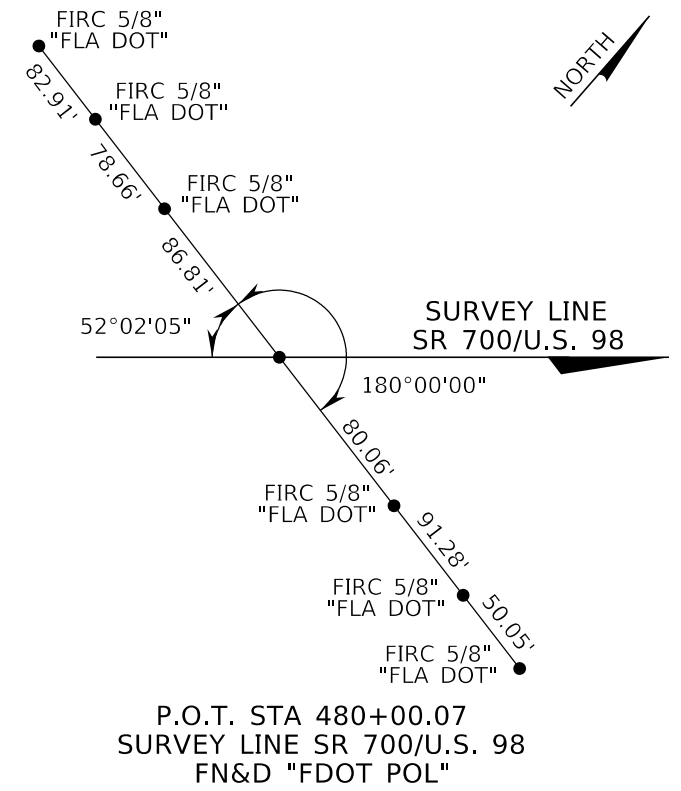 FIRC 5/8"
"FLA DOT"
82.91'
NORTH
FIRC 5/8"
"FLA DOT"
78.66'
FIRC 5/8"
"FLA DOT"
86.81'
52°02'05"
SURVEY LINE
SR 700/U.S. 98
180°00'00"
80.06'
FIRC 5/8"
"FLA DOT"
91.28'
FIRC 5/8"
"FLA DOT"
50.05'
FIRC 5/8"
"FLA DOT"
P.O.T. STA 480+00.07
SURVEY LINE SR 700/U.S. 98
FN&D "FDOT POL"